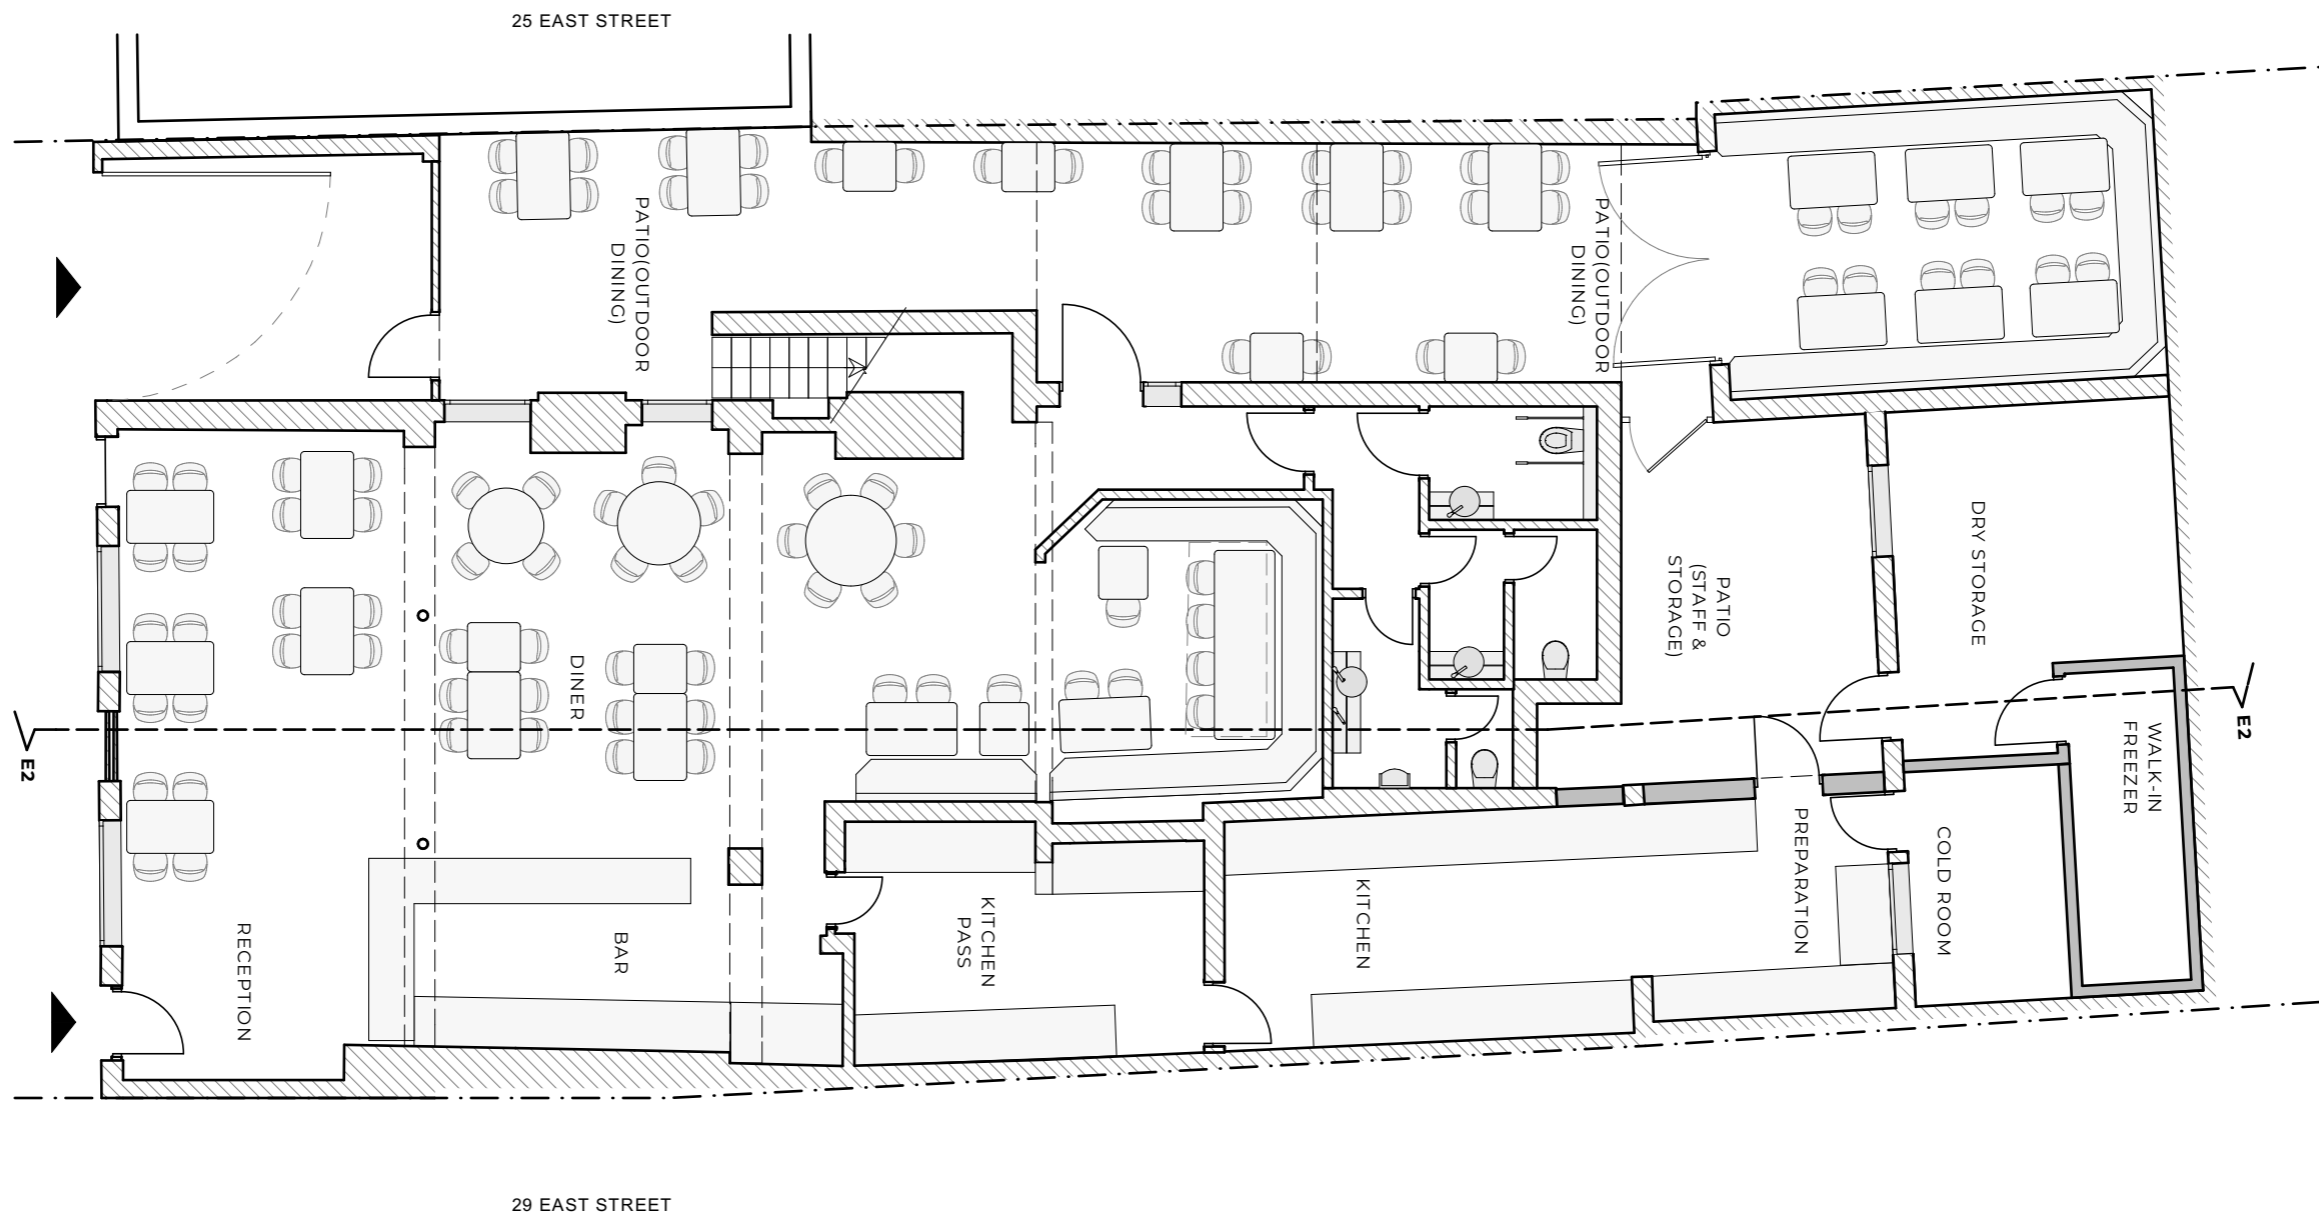 25 EAST STREET
PATIO(OUTDOOR
DINING)
PATIO(OUTDOOR
DINING)
DRY STORAGE
PATIO
(STAFF &
STORAGE)
DINER
E2
E2
WALK-IN
FREEZER
PREPARATION
COLD ROOM
KITCHEN
KITCHEN
PASS
BAR
RECEPTION
29 EAST STREET